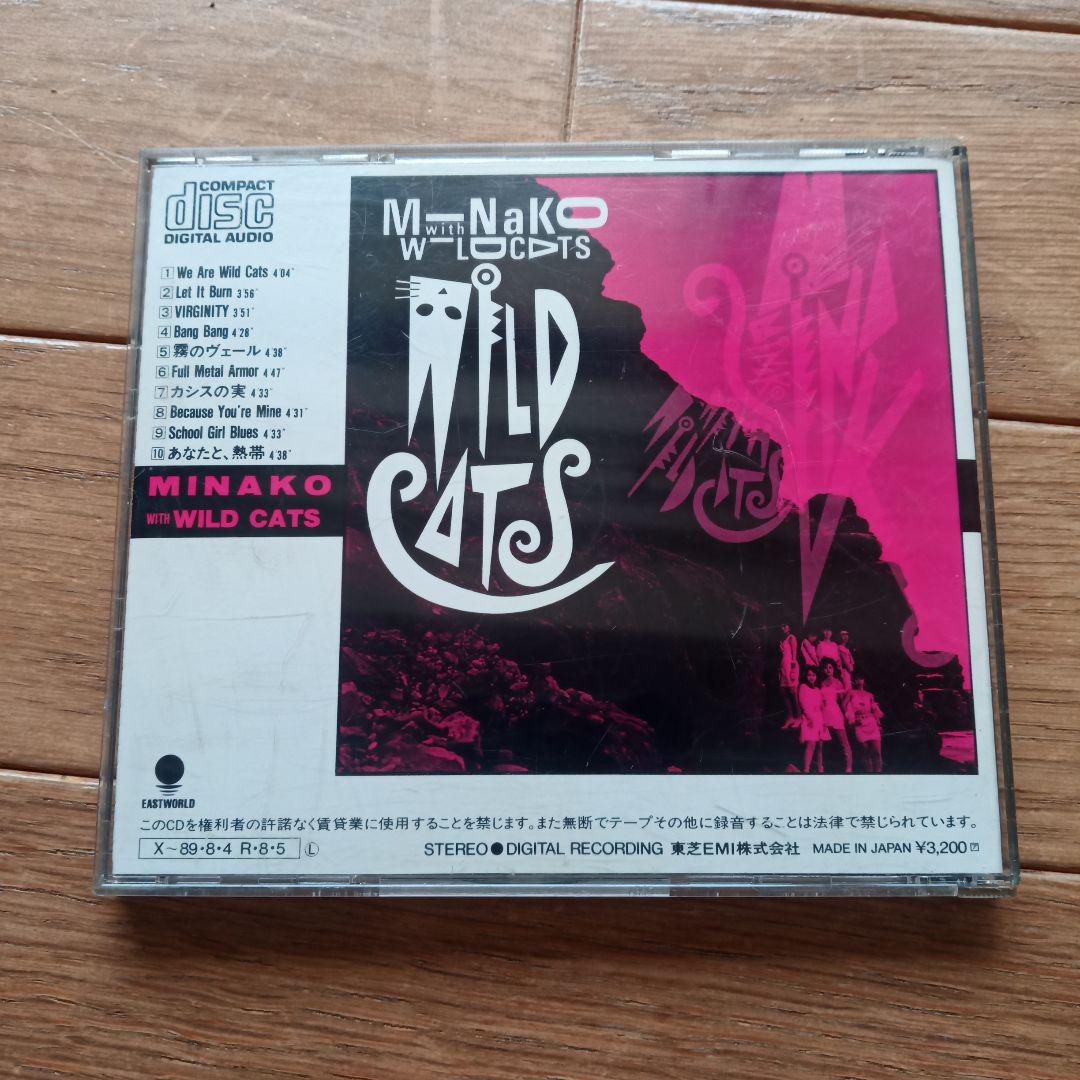 COMPACT
disc
DIGITAL AUDIO
1 We Are Wild Cats 4'04"
2 Let It Burn 3'56"
3 VIRGINITY 3'51"
4 Bang Bang 4'28"
5 霧のヴェール 4'38"
6 Full Metal Armor 4'47"
7 カシスの実 4'33"
8 Because You're Mine 4'31"
9 School Girl Blues 4'33"
10 あなたと、熱帯 4'38"
MINAKO
WITH WILD CATS
MINaKO
with
WILDCATS
WILD
CATS
EASTWORLD
このCDを権利者の許諾なく賃貸業に使用することを禁じます。また無断でテープその他に録音することは法律で禁じられています。
X~89・8・4 R・8・5 Ⓛ
STEREO●DIGITAL RECORDING 東芝EMI株式会社 MADE IN JAPAN ¥3,200